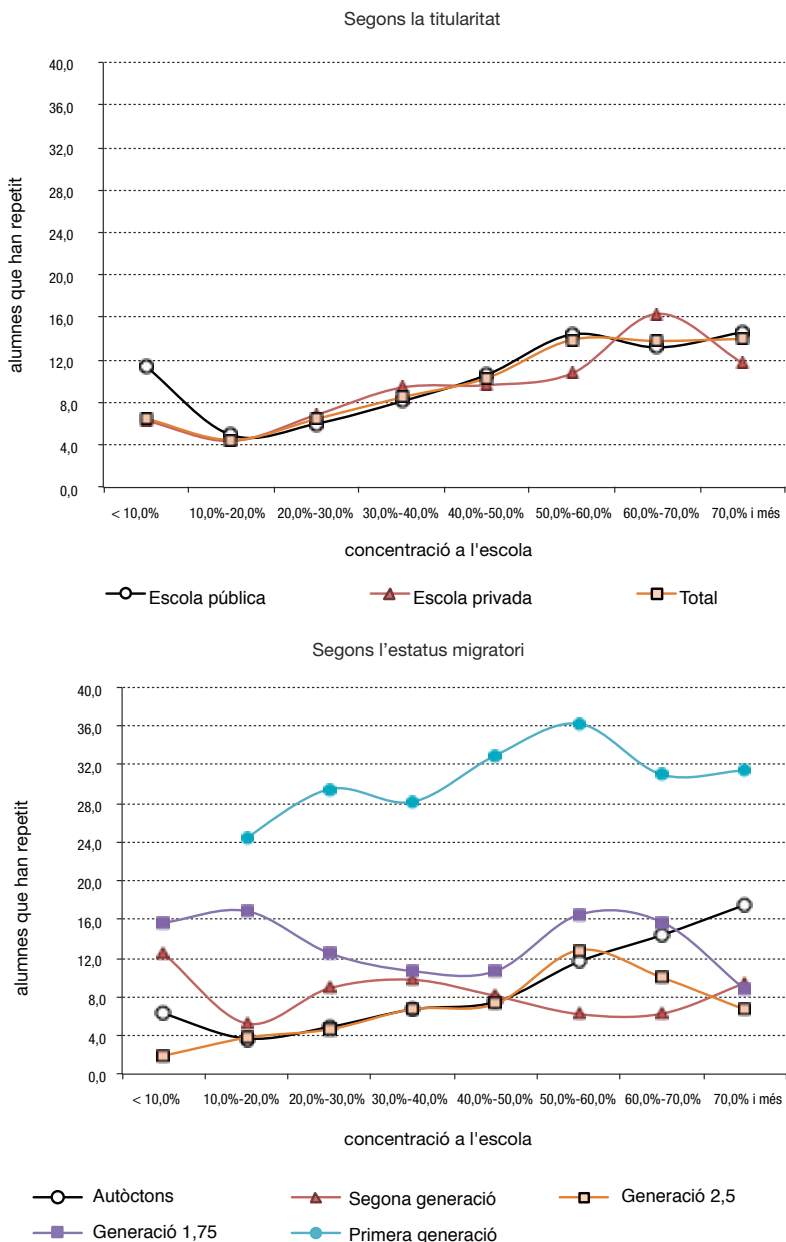 Segons la titularitat
40,0
36,0
32,0
28,0
24,0
20,0
16,0
12,0
8,0
4,0
0,0
alumnes que han repetit
< 10,0% 10,0%-20,0% 20,0%-30,0% 30,0%-40,0% 40,0%-50,0% 50,0%-60,0% 60,0%-70,0% 70,0% i més
concentració a l'escola
Escola pública Escola privada Total
Segons l’estatus migratori
40,0
36,0
32,0
28,0
24,0
20,0
16,0
12,0
8,0
4,0
0,0
alumnes que han repetit
< 10,0% 10,0%-20,0% 20,0%-30,0% 30,0%-40,0% 40,0%-50,0% 50,0%-60,0% 60,0%-70,0% 70,0% i més
concentració a l'escola
Autòctons Segona generació Generació 2,5
Generació 1,75 Primera generació